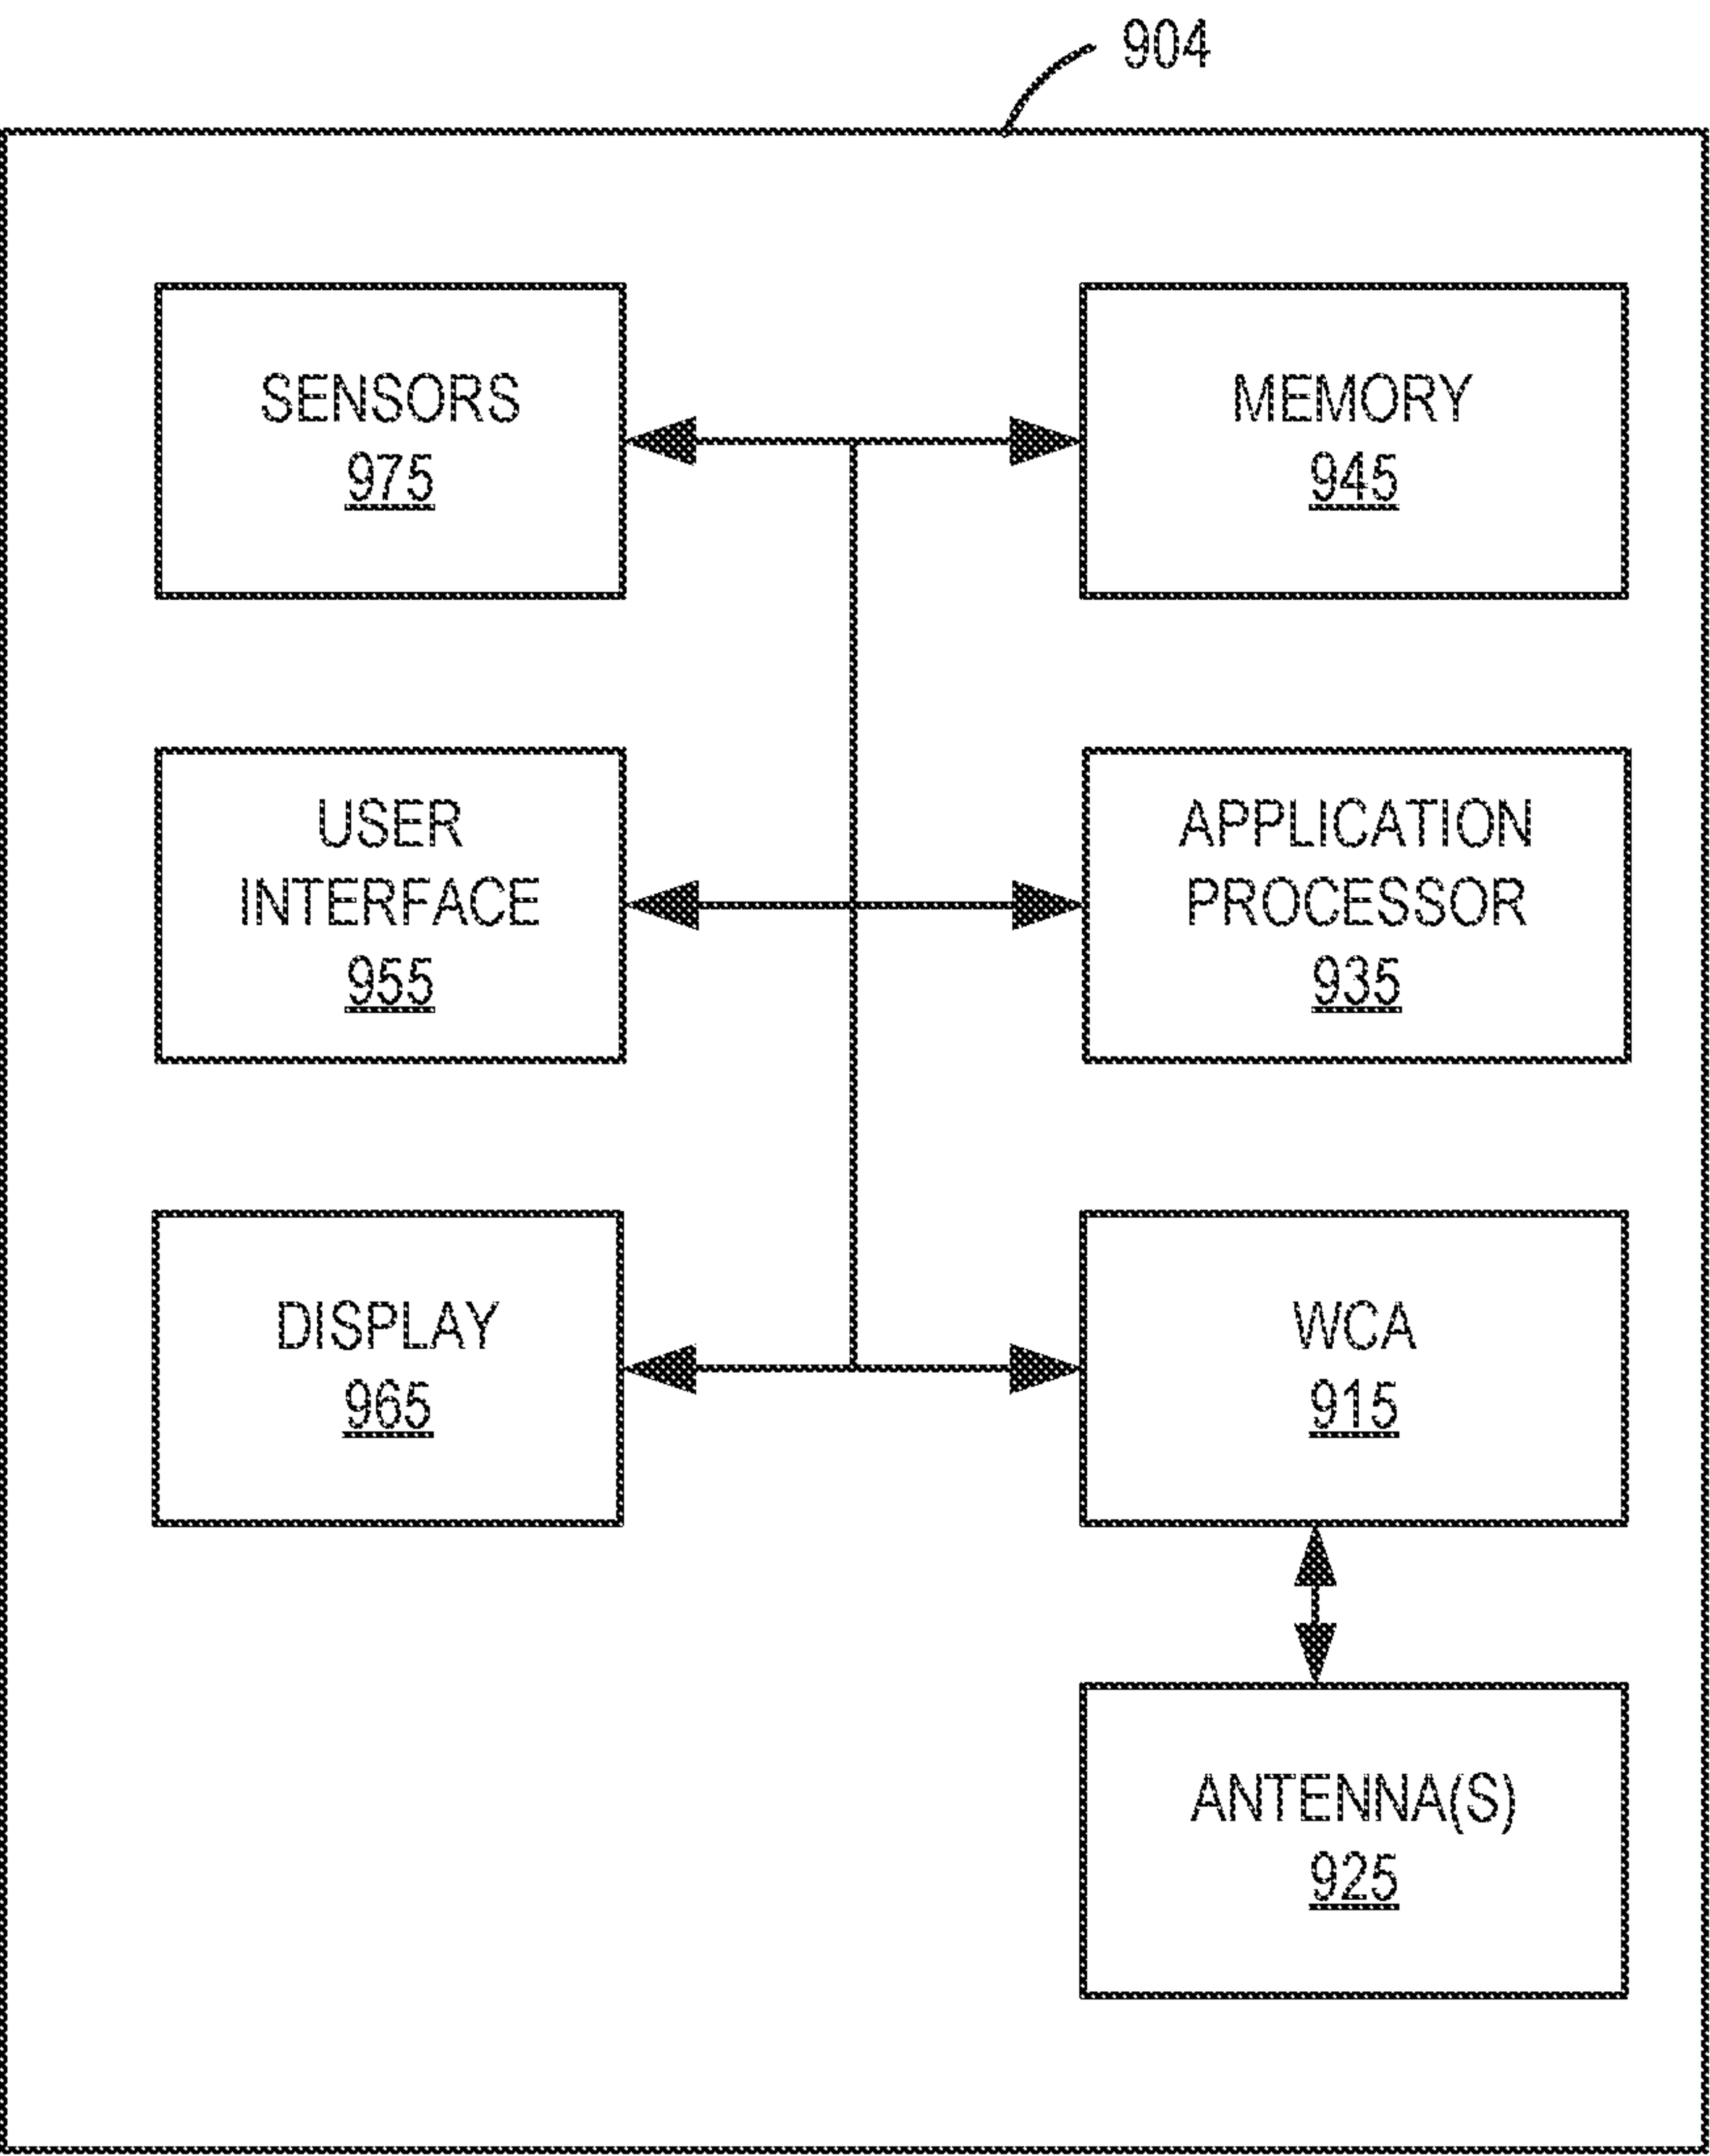 904
SENSORS
975
MEMORY
945
USER
INTERFACE
955
APPLICATION
PROCESSOR
935
DISPLAY
965
WCA
915
ANTENNA(S)
925